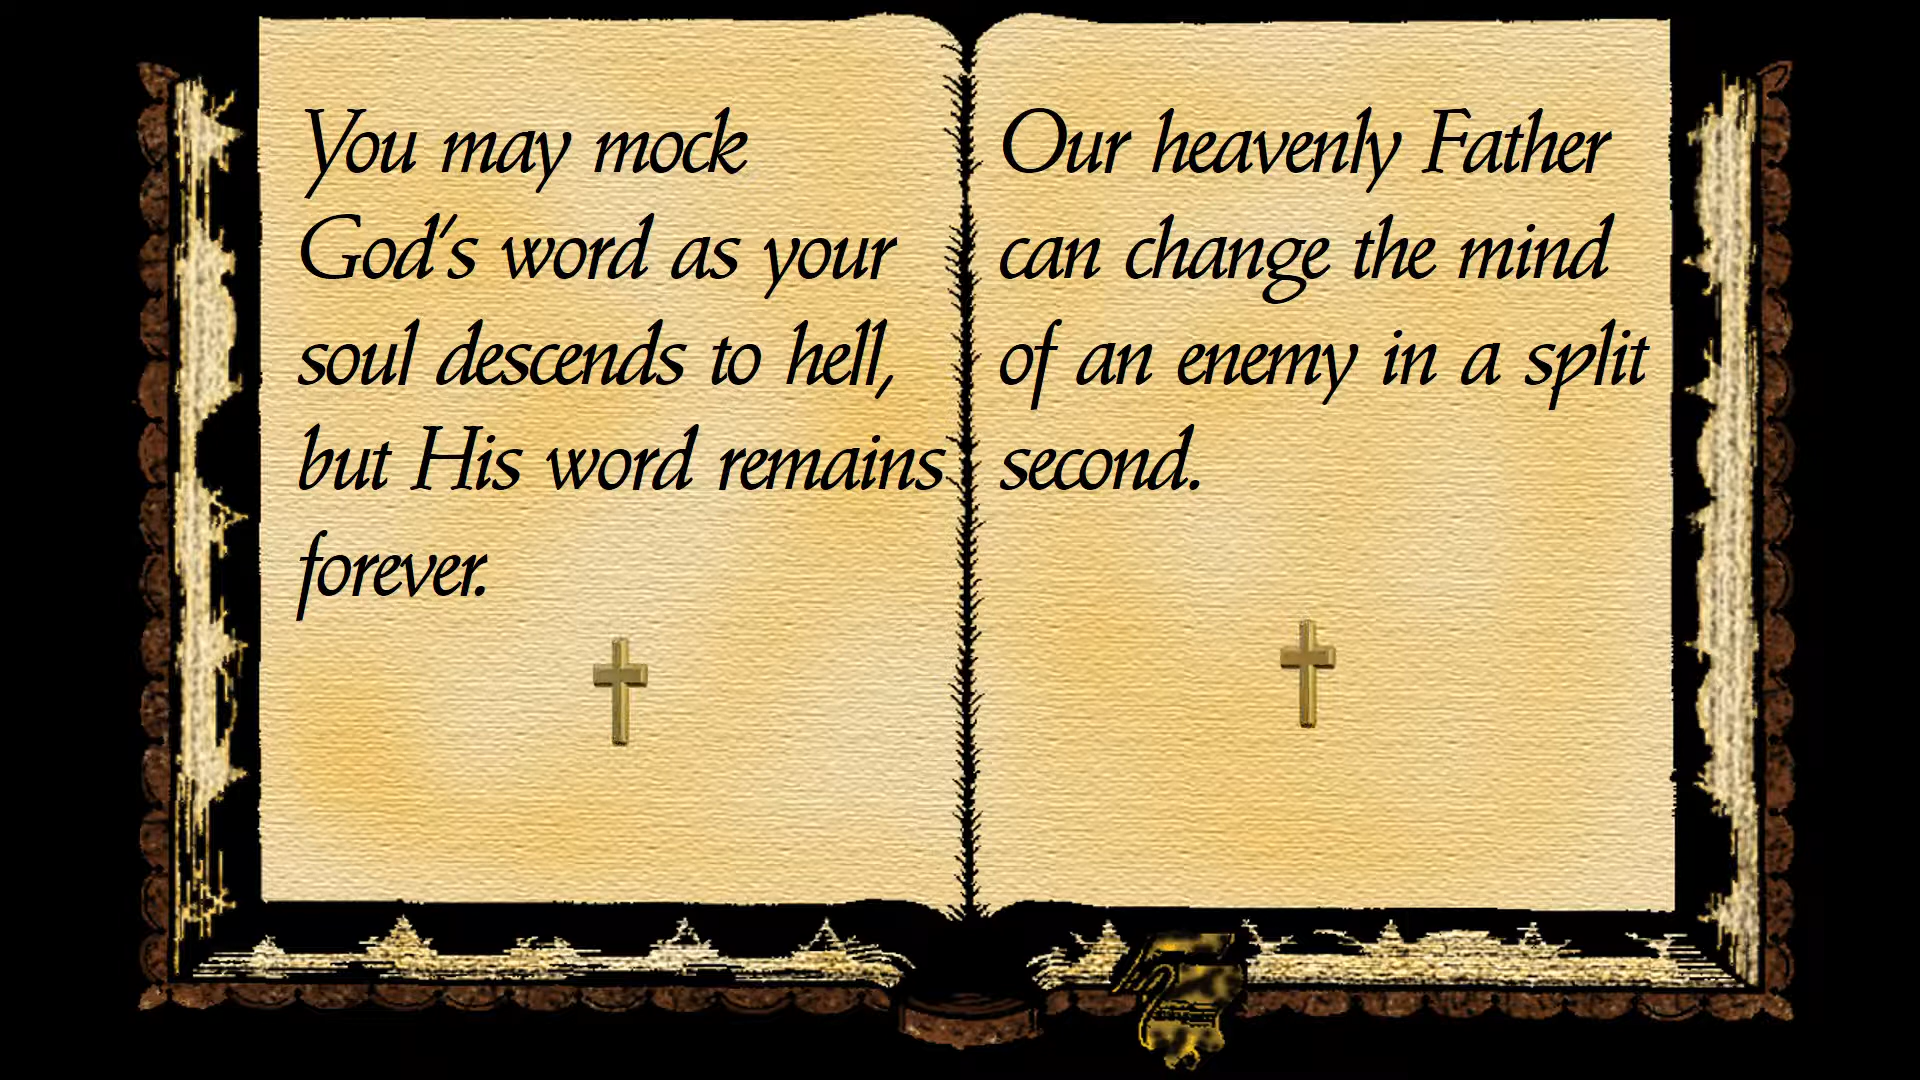 You may mock
God's word as your
soul descends to hell,
but His word remains
forever.
Our heavenly Father
can change the mind
of an enemy in a split
second.